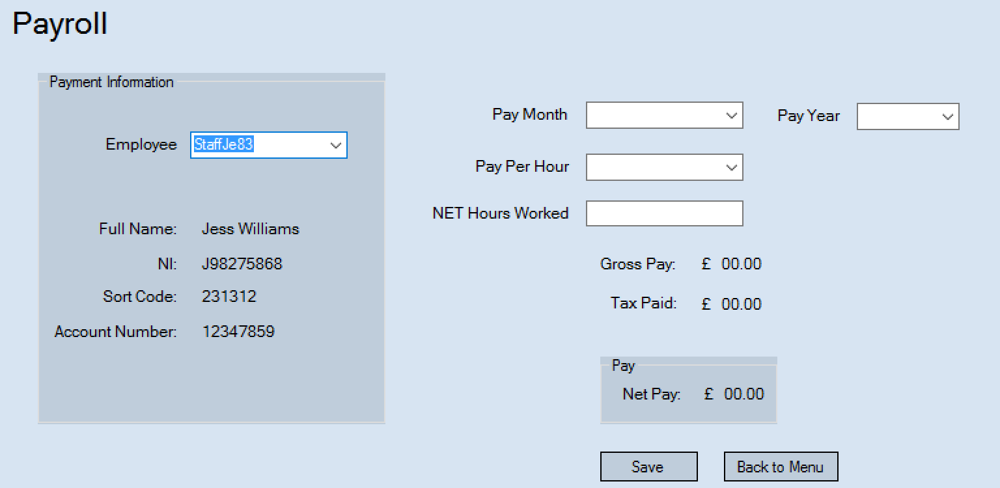 Payroll
Payment Information
Employee StaffJe83
Full Name: Jess Williams
NI: J98275868
Sort Code: 231312
Account Number: 12347859
Pay Month
Pay Year
Pay Per Hour
NET Hours Worked
Gross Pay: £ 00.00
Tax Paid: £ 00.00
Pay
Net Pay: £ 00.00
Save
Back to Menu